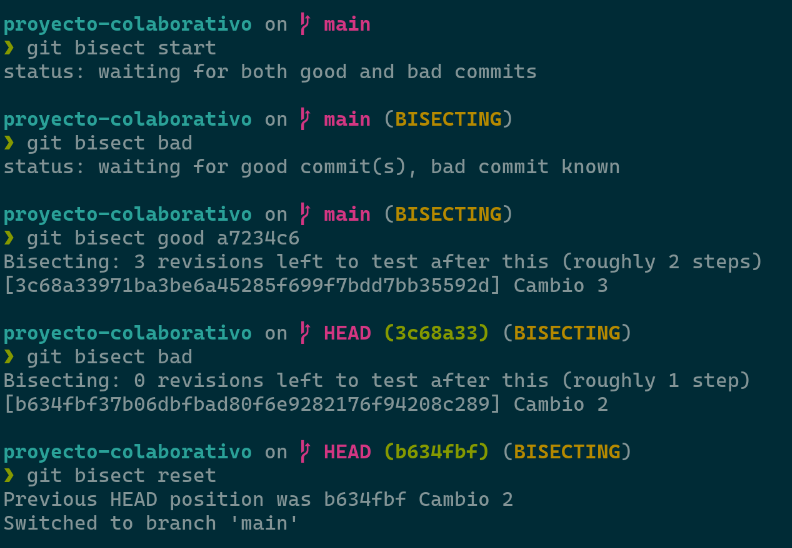 proyecto-colaborativo on main
❯ git bisect start
status: waiting for both good and bad commits
proyecto-colaborativo on main (BISECTING)
❯ git bisect bad
status: waiting for good commit(s), bad commit known
proyecto-colaborativo on main (BISECTING)
❯ git bisect good a7234c6
Bisecting: 3 revisions left to test after this (roughly 2 steps)
[3c68a33971ba3be6a45285f699f7bdd7bb35592d] Cambio 3
proyecto-colaborativo on HEAD (3c68a33) (BISECTING)
❯ git bisect bad
Bisecting: 0 revisions left to test after this (roughly 1 step)
[b634fbf37b06dbfbad80f6e9282176f94208c289] Cambio 2
proyecto-colaborativo on HEAD (b634fbf) (BISECTING)
❯ git bisect reset
Previous HEAD position was b634fbf Cambio 2
Switched to branch 'main'